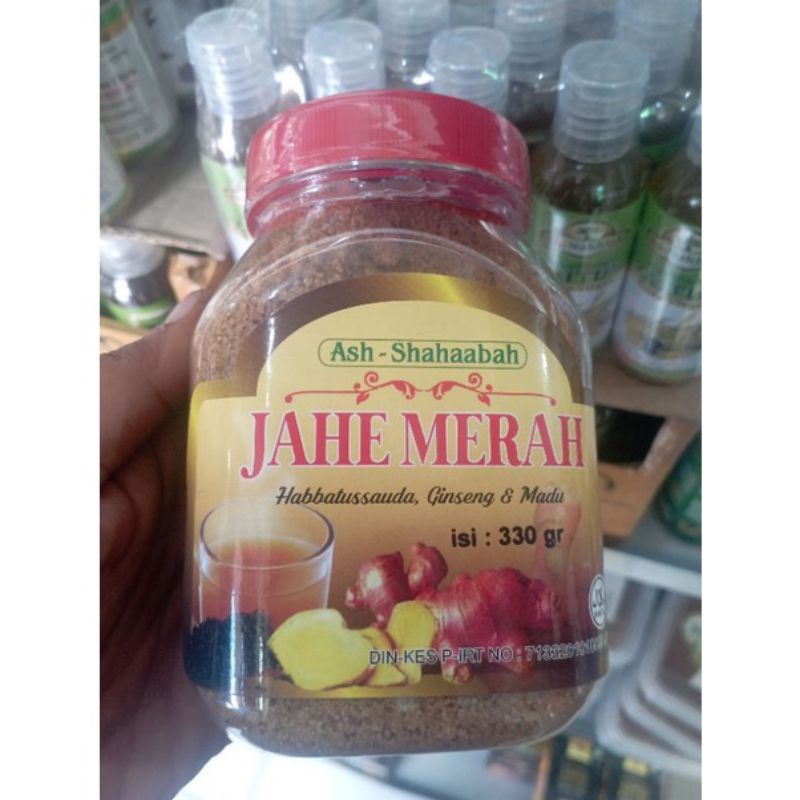 Ash - Shahaabah
JAHE MERAH
Habbatussauda, Ginseng & Madu
isi : 330 gr
DIN-KES P-IRT NO :